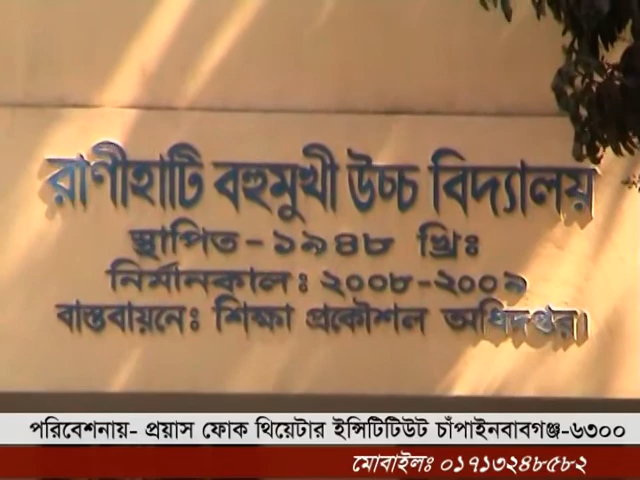 রাণীহাটি বহুমুখী উচ্চ বিদ্যালয়
স্থাপিত-১৯৪৮ খ্রিঃ
নির্মানকাল: ২০০৮-২০০৯
বাস্তবায়নে: শিক্ষা প্রকৌশল অধিদপ্তর।
পরিবেশনায়- প্রয়াস ফোক থিয়েটার ইন্সিটিটিউট চাঁপাইনবাবগঞ্জ-৬৩০০
মোবাইলঃ ০১৭১৩২৪৮৫৮২